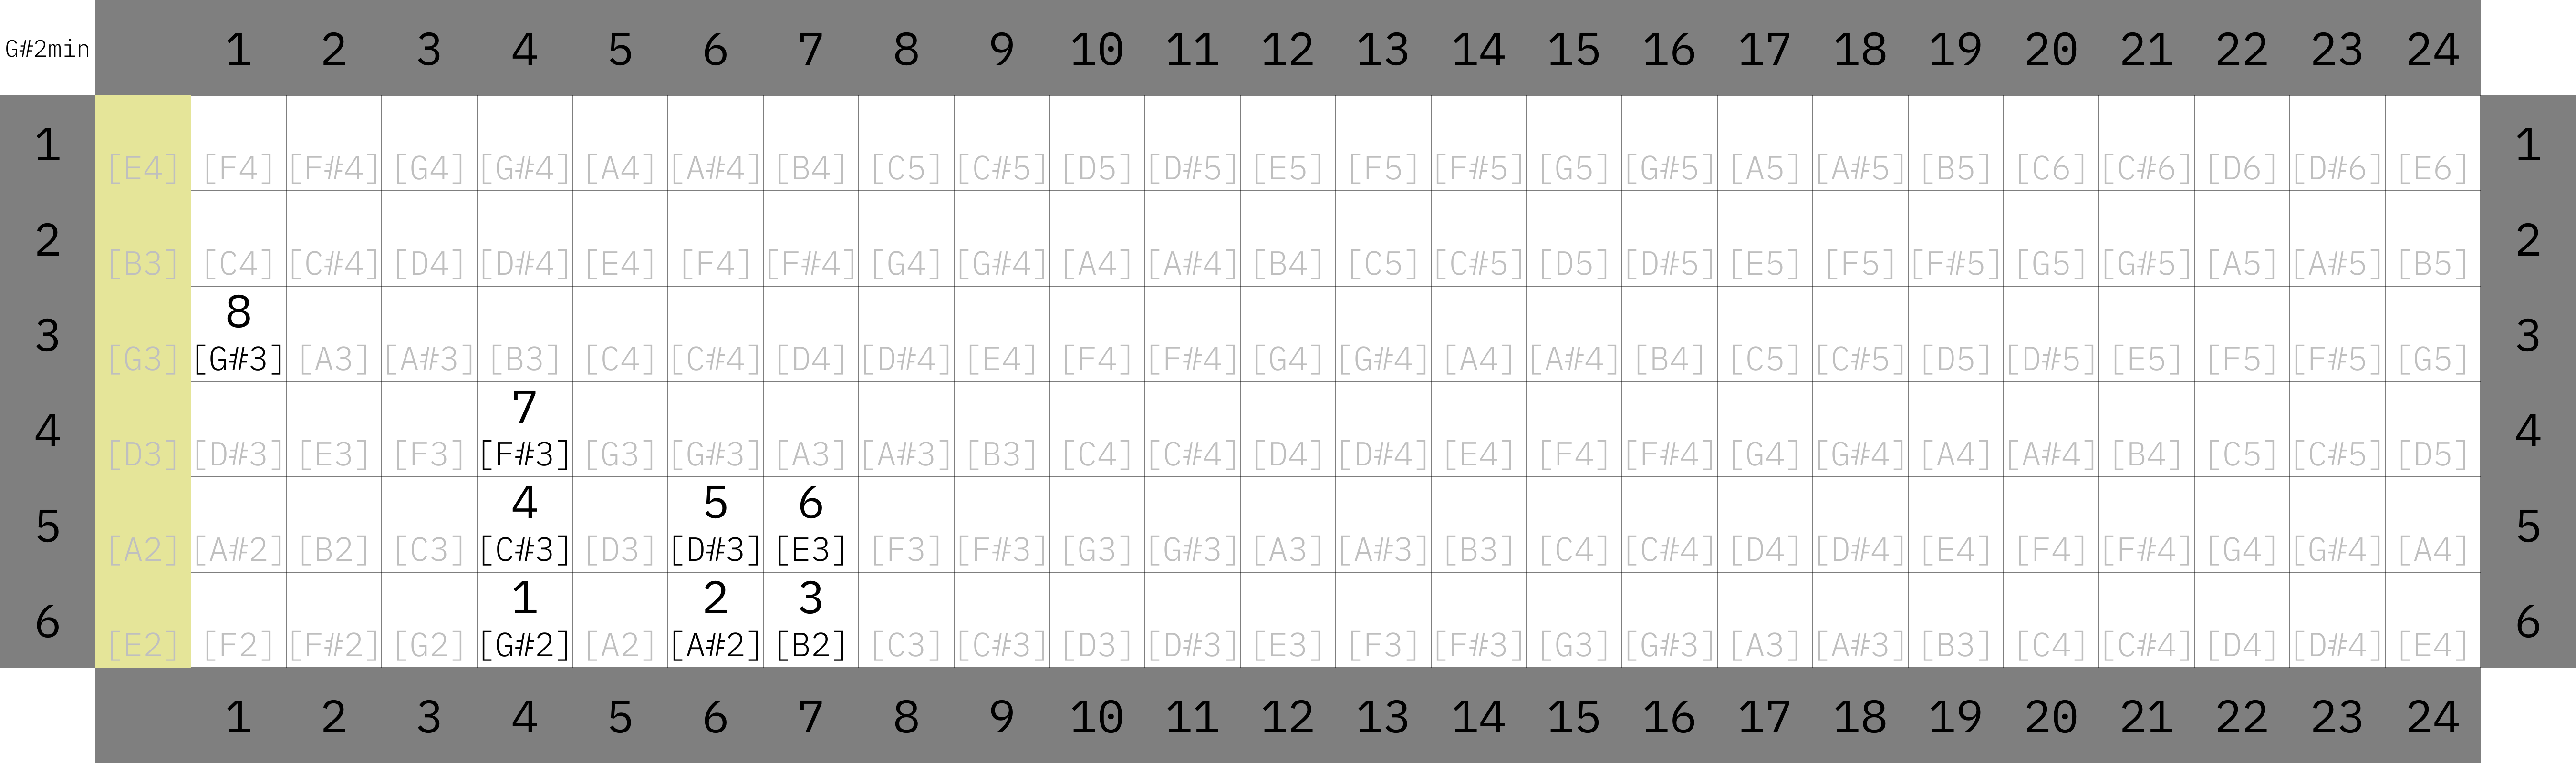 G#2min 1 2 3 4 5 6 7 8 9 10 11 12 13 14 15 16 17 18 19 20 21 22 23 24
1 [E4] [F4] [F#4] [G4] [G#4] [A4] [A#4] [B4] [C5] [C#5] [D5] [D#5] [E5] [F5] [F#5] [G5] [G#5] [A5] [A#5] [B5] [C6] [C#6] [D6] [D#6] [E6] 1
2 [B3] [C4] [C#4] [D4] [D#4] [E4] [F4] [F#4] [G4] [G#4] [A4] [A#4] [B4] [C5] [C#5] [D5] [D#5] [E5] [F5] [F#5] [G5] [G#5] [A5] [A#5] [B5] 2
8
3 [G3] [G#3] [A3] [A#3] [B3] [C4] [C#4] [D4] [D#4] [E4] [F4] [F#4] [G4] [G#4] [A4] [A#4] [B4] [C5] [C#5] [D5] [D#5] [E5] [F5] [F#5] [G5] 3
7
4 [D3] [D#3] [E3] [F3] [F#3] [G3] [G#3] [A3] [A#3] [B3] [C4] [C#4] [D4] [D#4] [E4] [F4] [F#4] [G4] [G#4] [A4] [A#4] [B4] [C5] [C#5] [D5] 4
4 5 6
5 [A2] [A#2] [B2] [C3] [C#3] [D3] [D#3] [E3] [F3] [F#3] [G3] [G#3] [A3] [A#3] [B3] [C4] [C#4] [D4] [D#4] [E4] [F4] [F#4] [G4] [G#4] [A4] 5
1 2 3
6 [E2] [F2] [F#2] [G2] [G#2] [A2] [A#2] [B2] [C3] [C#3] [D3] [D#3] [E3] [F3] [F#3] [G3] [G#3] [A3] [A#3] [B3] [C4] [C#4] [D4] [D#4] [E4] 6
1 2 3 4 5 6 7 8 9 10 11 12 13 14 15 16 17 18 19 20 21 22 23 24